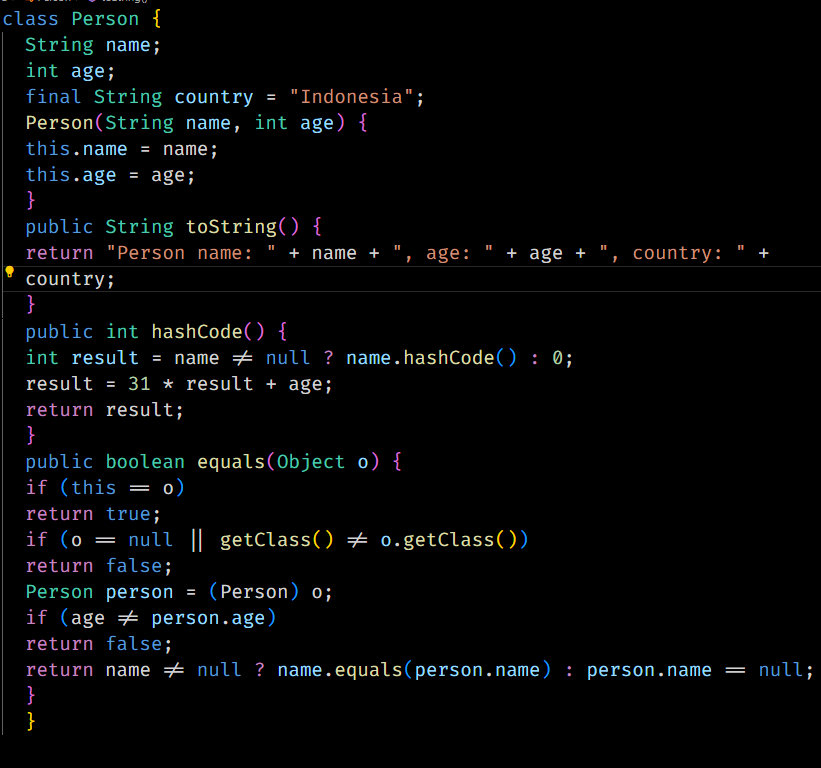 class Person {
String name;
int age;
final String country = "Indonesia";
Person(String name, int age) {
this.name = name;
this.age = age;
}
public String toString() {
return "Person name: " + name + ", age: " + age + ", country: " +
country;
}
public int hashCode() {
int result = name != null ? name.hashCode() : 0;
result = 31 * result + age;
return result;
}
public boolean equals(Object o) {
if (this == o)
return true;
if (o == null || getClass() != o.getClass())
return false;
Person person = (Person) o;
if (age != person.age)
return false;
return name != null ? name.equals(person.name) : person.name == null;
}
}